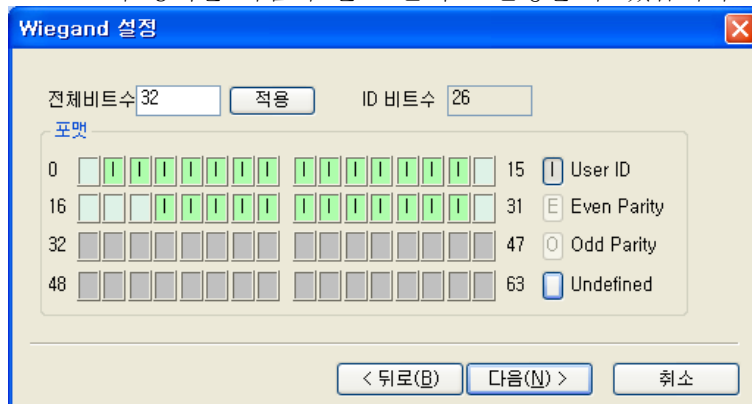 Wiegand 설정
전체비트수 32 적용 ID 비트수 26
포맷
0 I I I I I I I I I I I I I I 15 I User ID
16 I I I I I I I I I I I I 31 E Even Parity
32 47 O Odd Parity
48 63 Undefined
< 뒤로(B) 다음(N) > 취소